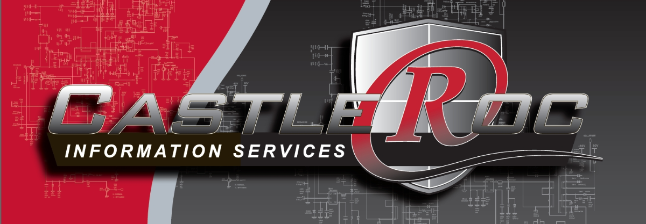 CASTLEROC
INFORMATION SERVICES